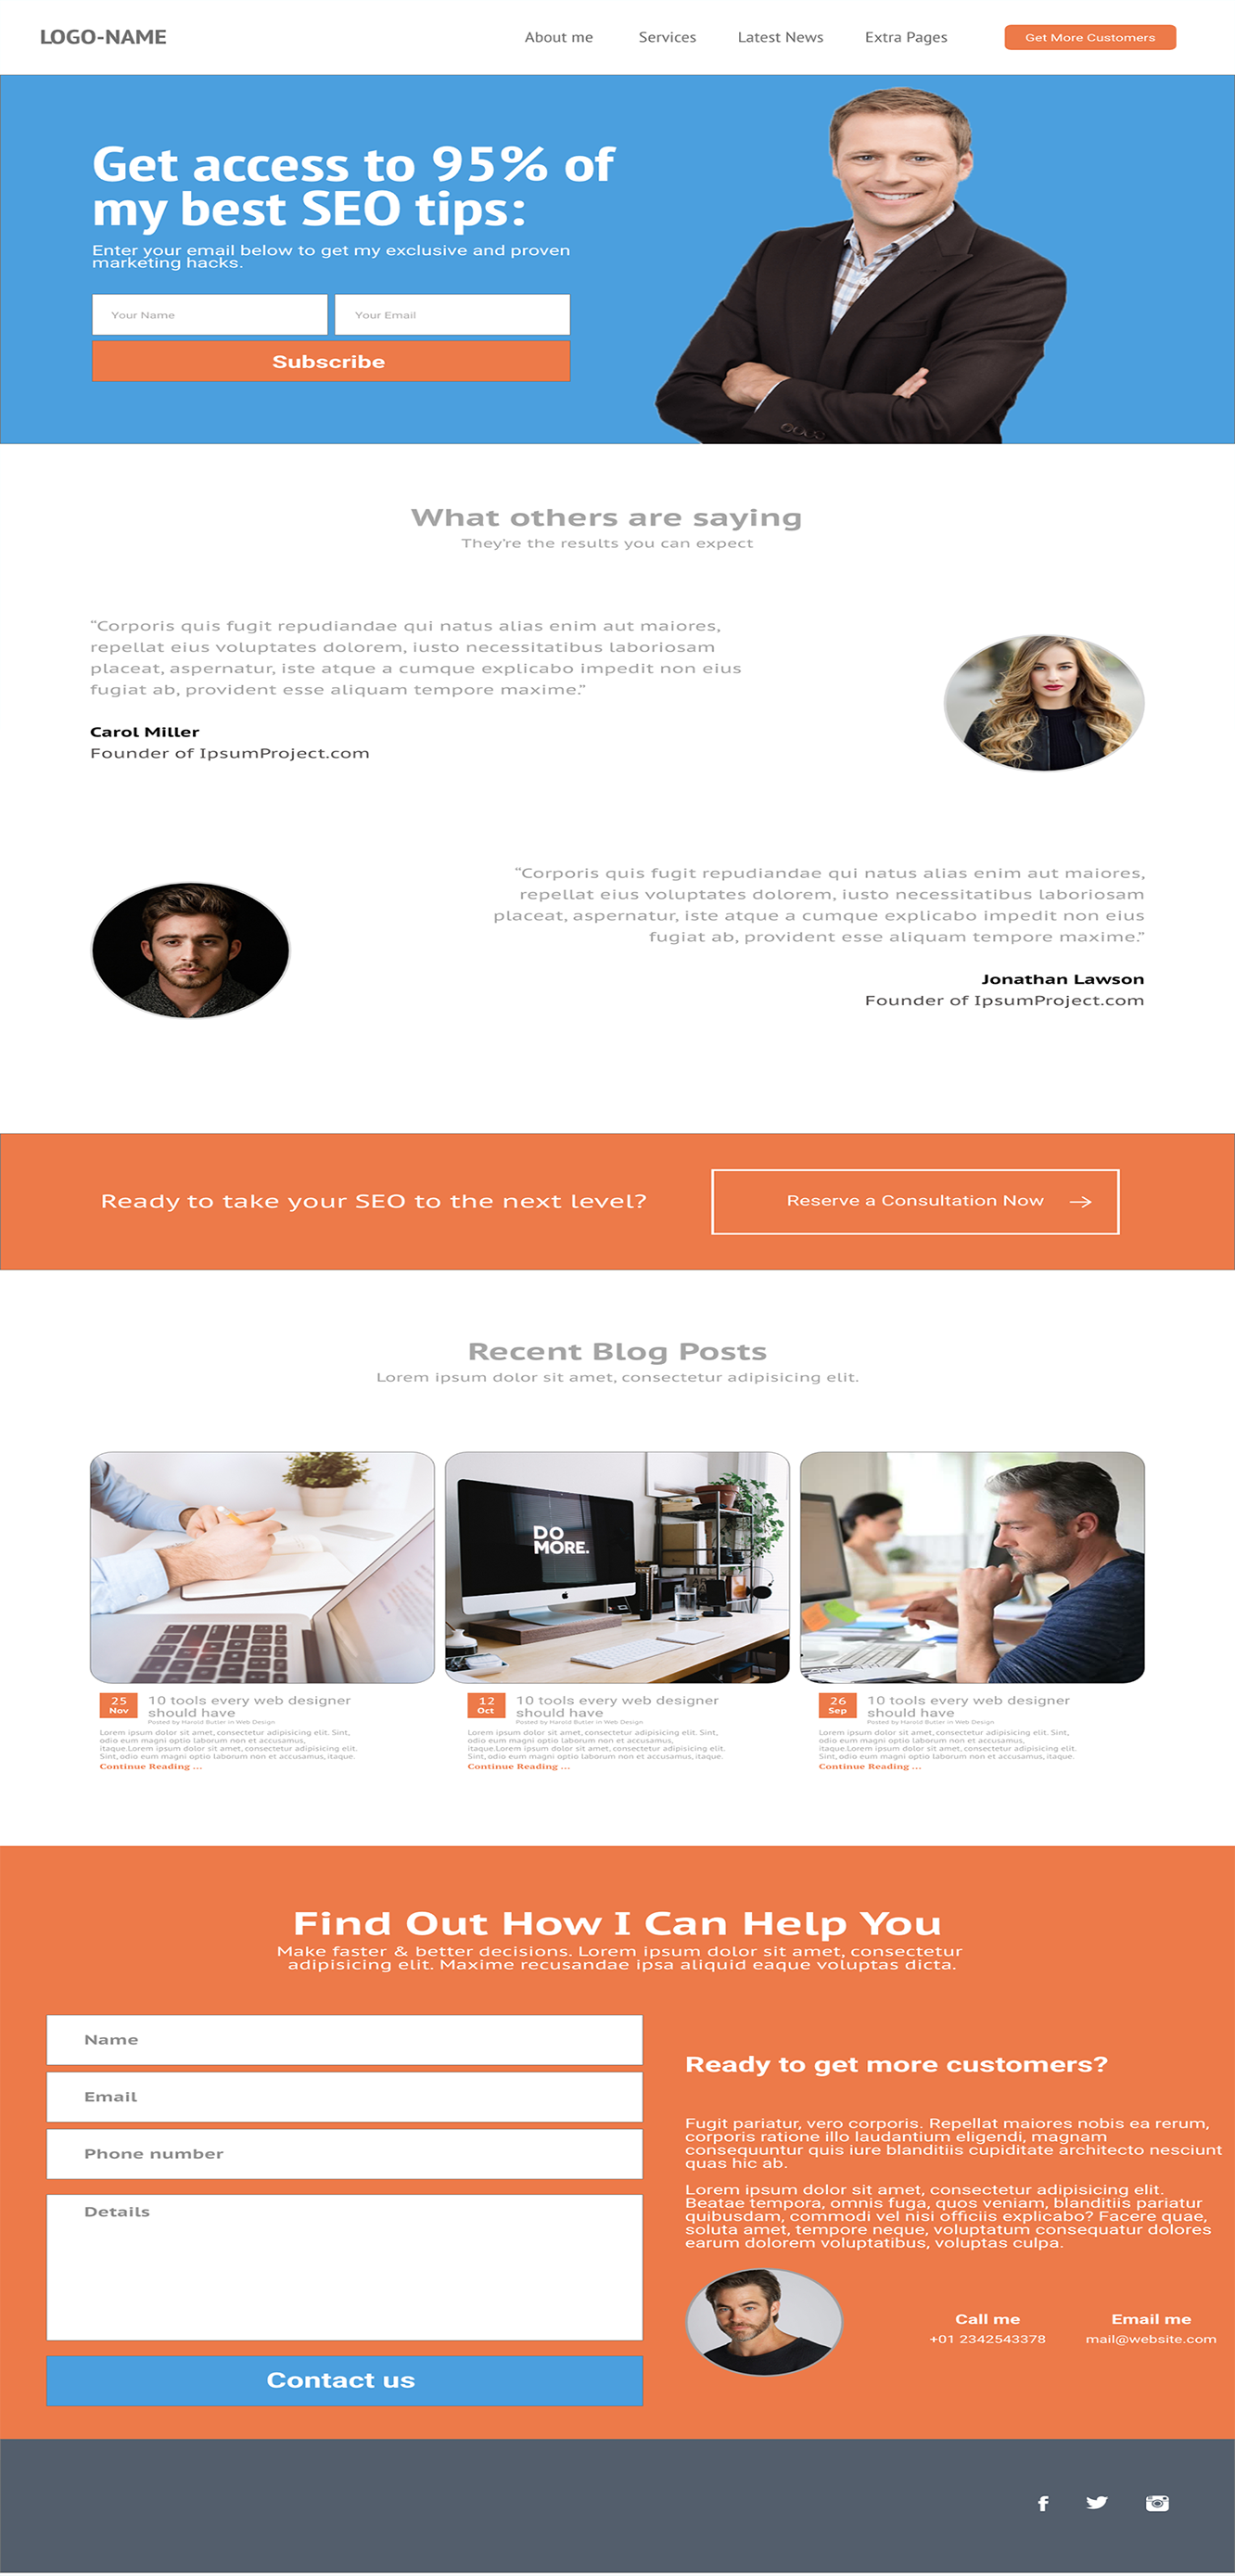 LOGO-NAME
About me
Services
Latest News
Extra Pages
Get More Customers
Get access to 95% of
my best SEO tips:
Enter your email below to get my exclusive and proven
marketing hacks.
Your Name
Your Email
Subscribe
What others are saying
They're the results you can expect
“Corporis quis fugit repudiandae qui natus alias enim aut maiores,
repellat eius voluptates dolorem, iusto necessitatibus laboriosam
placeat, aspernatur, iste atque a cumque explicabo impedit non eius
fugiat ab, provident esse aliquam tempore maxime.”
Carol Miller
Founder of IpsumProject.com
“Corporis quis fugit repudiandae qui natus alias enim aut maiores,
repellat eius voluptates dolorem, iusto necessitatibus laboriosam
placeat, aspernatur, iste atque a cumque explicabo impedit non eius
fugiat ab, provident esse aliquam tempore maxime.”
Jonathan Lawson
Founder of IpsumProject.com
Ready to take your SEO to the next level?
Reserve a Consultation Now
Recent Blog Posts
Lorem ipsum dolor sit amet, consectetur adipisicing elit.
DO
MORE.
25
Nov
10 tools every web designer
should have
Posted by Harold Butler in Web Design
Lorem ipsum dolor sit amet, consectetur adipisicing elit. Sint,
odio eum magni optio laborum non et accusamus,
itaque.Lorem ipsum dolor sit amet, consectetur adipisicing elit.
Sint, odio eum magni optio laborum non et accusamus, itaque.
Continue Reading ...
12
Oct
10 tools every web designer
should have
Posted by Harold Butler in Web Design
Lorem ipsum dolor sit amet, consectetur adipisicing elit. Sint,
odio eum magni optio laborum non et accusamus,
itaque.Lorem ipsum dolor sit amet, consectetur adipisicing elit.
Sint, odio eum magni optio laborum non et accusamus, itaque.
Continue Reading ...
26
Sep
10 tools every web designer
should have
Posted by Harold Butler in Web Design
Lorem ipsum dolor sit amet, consectetur adipisicing elit. Sint,
odio eum magni optio laborum non et accusamus,
itaque.Lorem ipsum dolor sit amet, consectetur adipisicing elit.
Sint, odio eum magni optio laborum non et accusamus, itaque.
Continue Reading ...
Find Out How I Can Help You
Make faster & better decisions. Lorem ipsum dolor sit amet, consectetur
adipisicing elit. Maxime recusandae ipsa aliquid eaque voluptas dicta.
Name
Email
Phone number
Details
Contact us
Ready to get more customers?
Fugit pariatur, vero corporis. Repellat maiores nobis ea rerum,
corporis ratione illo laudantium eligendi, magnam
consequuntur quis iure blanditiis cupiditate architecto nesciunt
quas hic ab.
Lorem ipsum dolor sit amet, consectetur adipisicing elit.
Beatae tempora, omnis fuga, quos veniam, blanditiis pariatur
quibusdam, commodi vel nisi officiis explicabo? Facere quae,
soluta amet, tempore neque, voluptatum consequatur dolores
earum dolorem voluptatibus, voluptas culpa.
Call me
+01 2342543378
Email me
mail@website.com